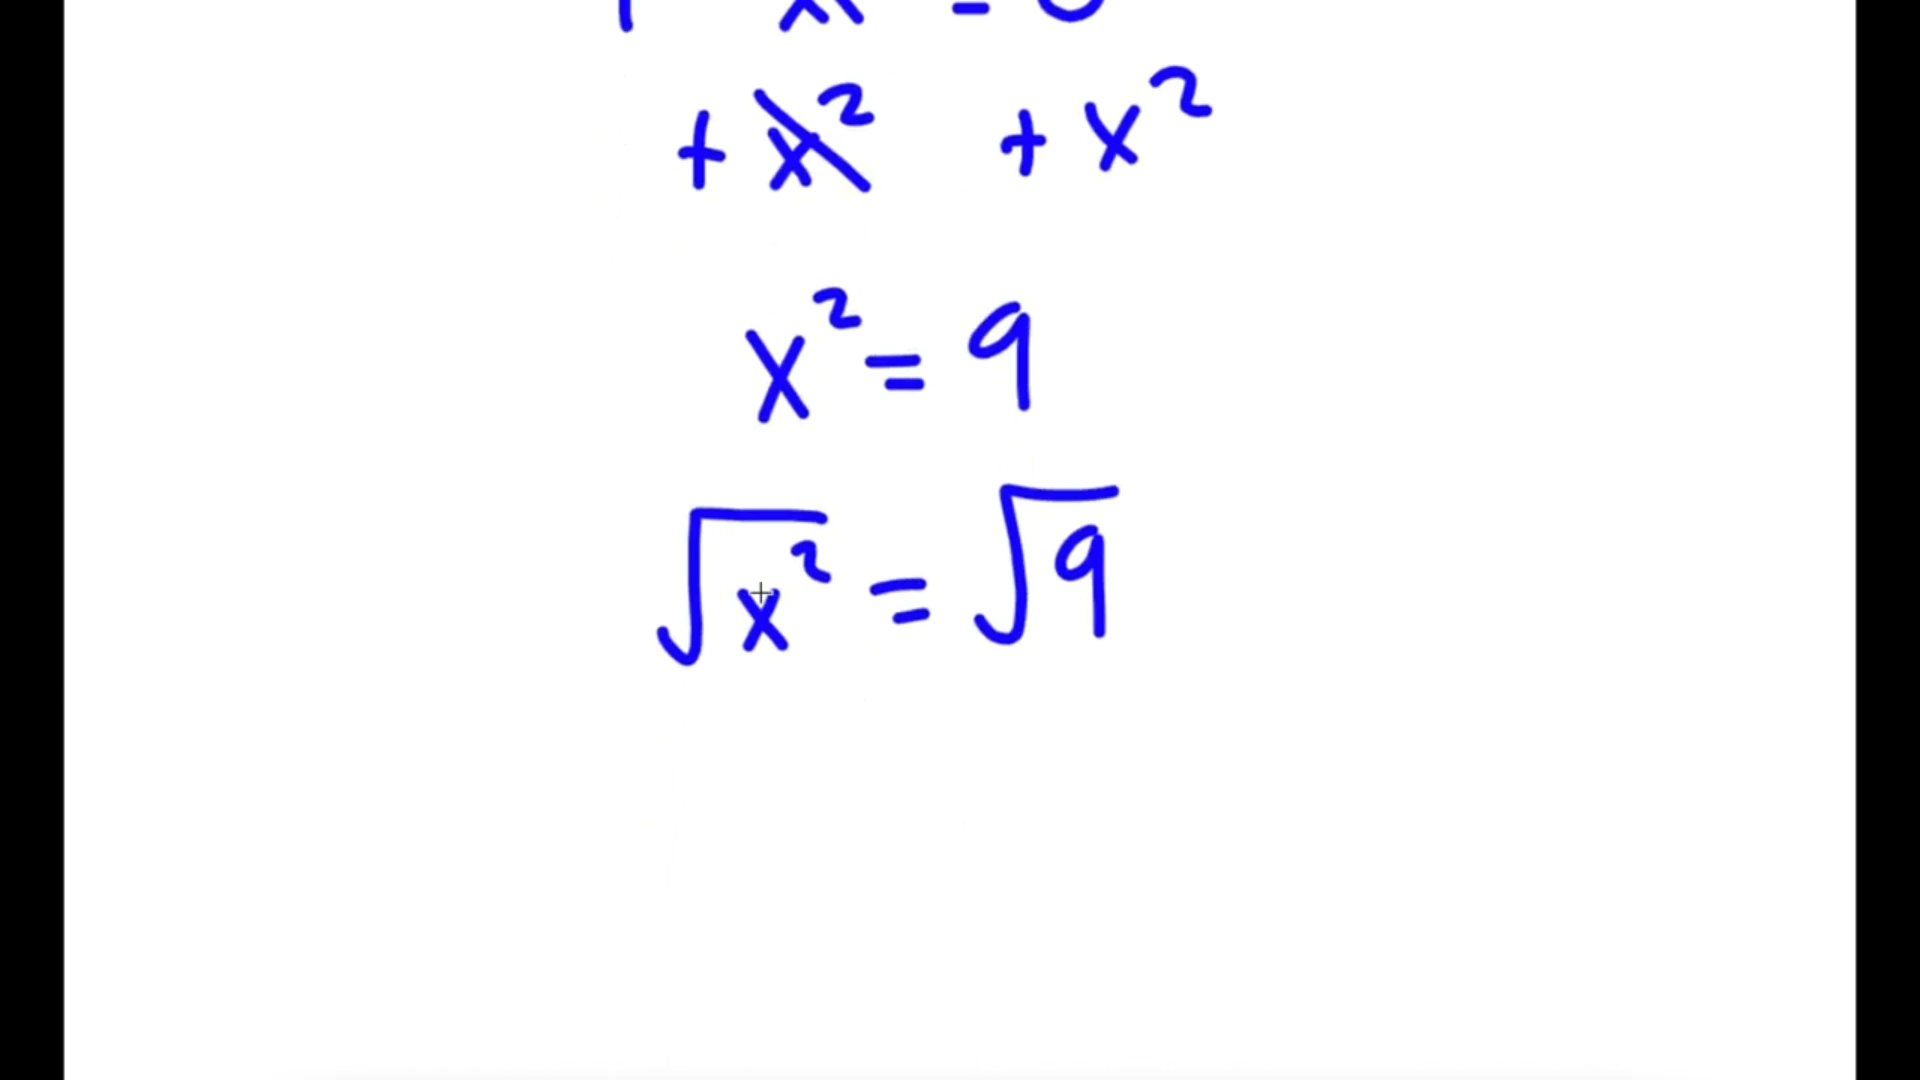 + x² + x²
x² = 9
√x² = √9